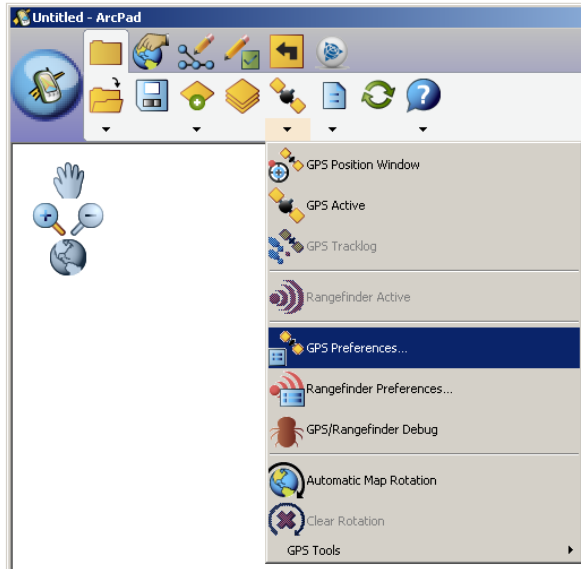 Untitled - ArcPad
GPS Position Window
GPS Active
GPS Tracklog
Rangefinder Active
GPS Preferences...
Rangefinder Preferences...
GPS/Rangefinder Debug
Automatic Map Rotation
Clear Rotation
GPS Tools